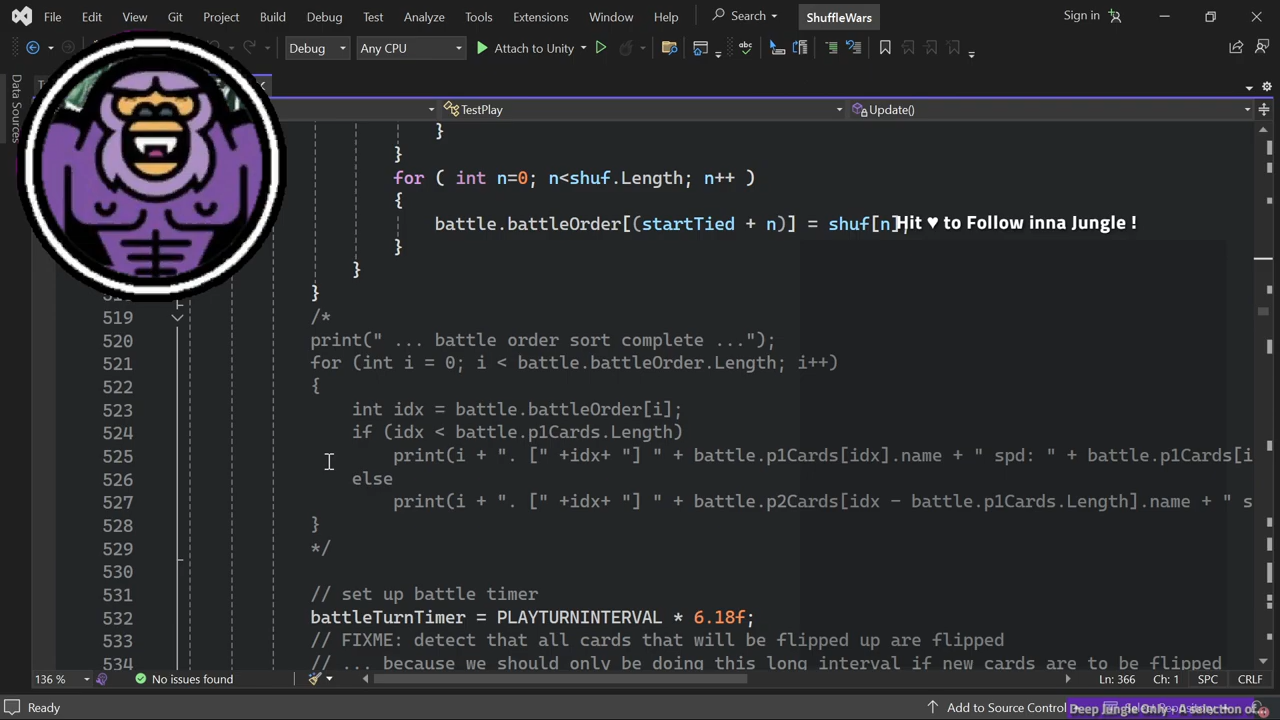 File Edit View Git Project Build Debug Test Analyze Tools Extensions Window Help Search ShuffleWars Sign in
Debug Any CPU Attach to Unity
Data Sources
TestPlay Update()
}
}
for ( int n=0; n<shuf.Length; n++ )
{
battle.battleOrder[(startTied + n)] = shuf[n];
Hit ♥ to Follow inna Jungle !
}
}
}
519 /*
520 print(" ... battle order sort complete ...");
521 for (int i = 0; i < battle.battleOrder.Length; i++)
522 {
523 int idx = battle.battleOrder[i];
524 if (idx < battle.p1Cards.Length)
525 print(i + ". [" +idx+ "] " + battle.p1Cards[idx].name + " spd: " + battle.p1Cards[i
526 else
527 print(i + ". [" +idx+ "] " + battle.p2Cards[idx - battle.p1Cards.Length].name + " s
528 }
529 */
530
531 // set up battle timer
532 battleTurnTimer = PLAYTURNINTERVAL * 6.18f;
533 // FIXME: detect that all cards that will be flipped up are flipped
534 // ... because we should only be doing this long interval if new cards are to be flipped
136 % No issues found Ln: 366 Ch: 1 SPC CRLF
Ready Add to Source Control
Deep Jungle Only - A selection of